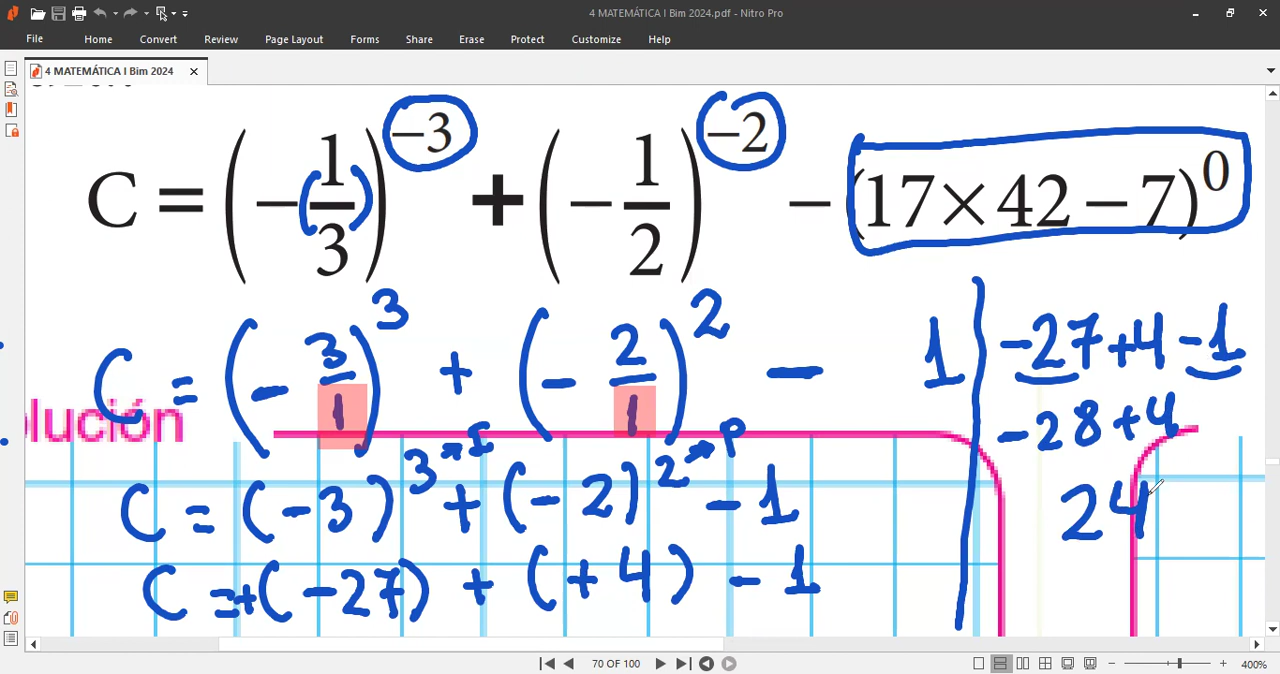 4 MATEMÁTICA I Bim 2024.pdf - Nitro Pro
File Home Convert Review Page Layout Forms Share Erase Protect Customize Help
4 MATEMÁTICA I Bim 2024 ×
C = (-1/3)^-3 + (-1/2)^-2 - (17×42-7)^0
C = (-3/1)^3 + (-2/1)^2 - 1
-27+4-1
lución
-28+4
C = (-3)^3 + (-2)^2 - 1
24
C =+(-27) + (+4) - 1
70 OF 100
400%